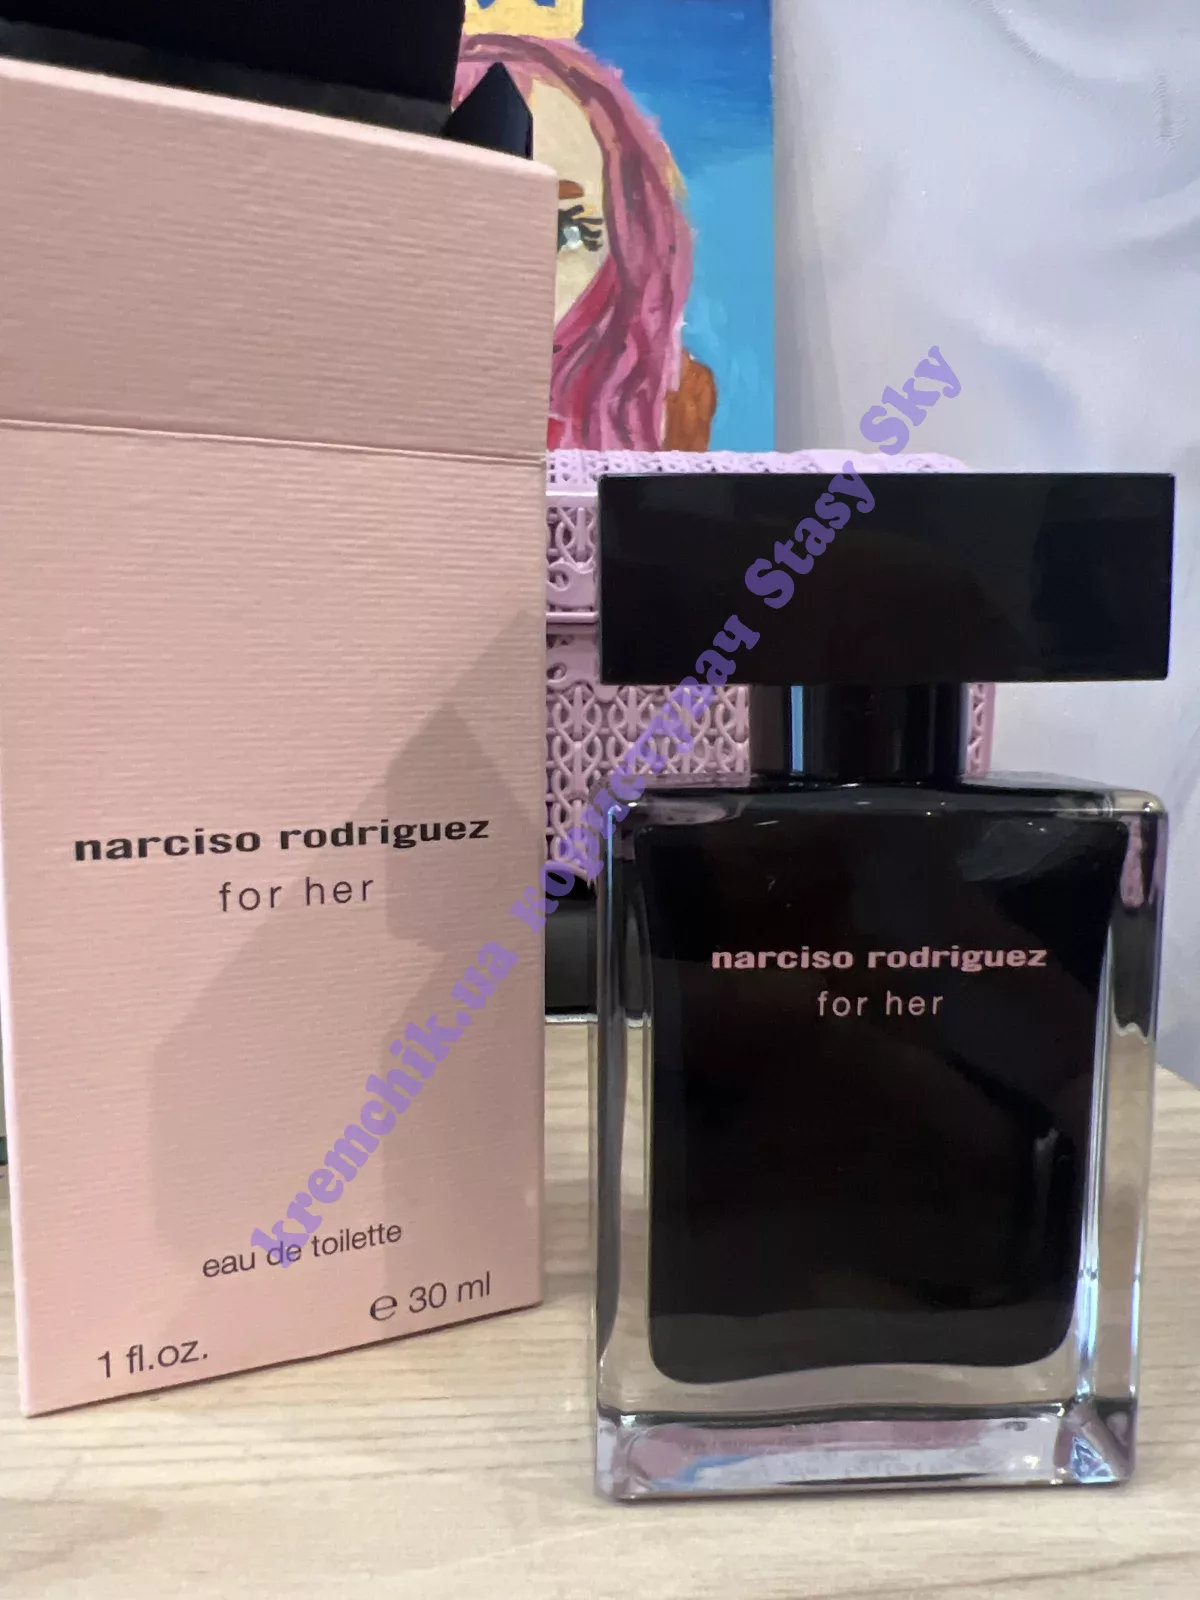 narciso rodriguez
for her
eau de toilette
℮ 30 ml
1 fl.oz.
narciso rodriguez
for her
kremchik.ua користувач Stasy Sky